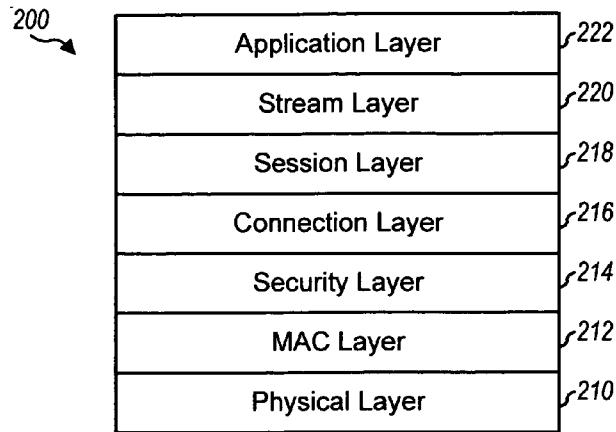 200
Application Layer 222
Stream Layer 220
Session Layer 218
Connection Layer 216
Security Layer 214
MAC Layer 212
Physical Layer 210